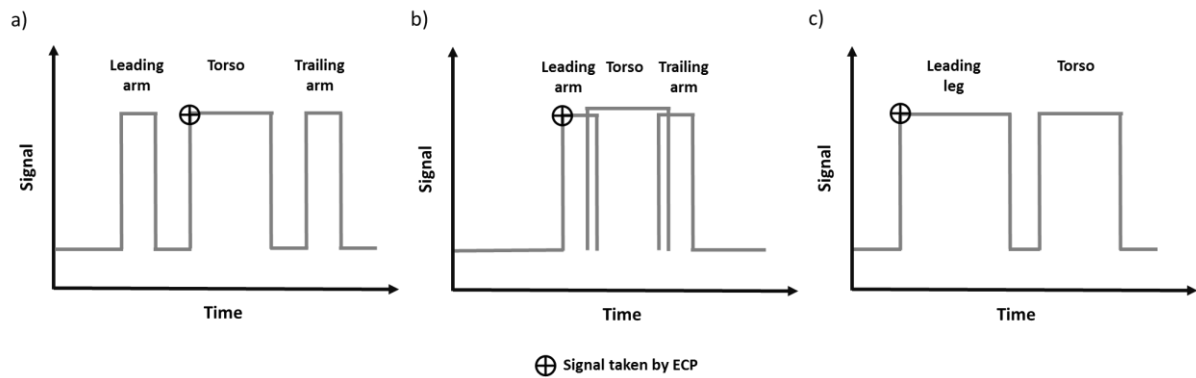 a)
Leading
arm
Torso
Trailing
arm
Signal
Time
b)
Leading
arm
Torso
Trailing
arm
Signal
Time
c)
Leading
leg
Torso
Signal
Time
Signal taken by ECP